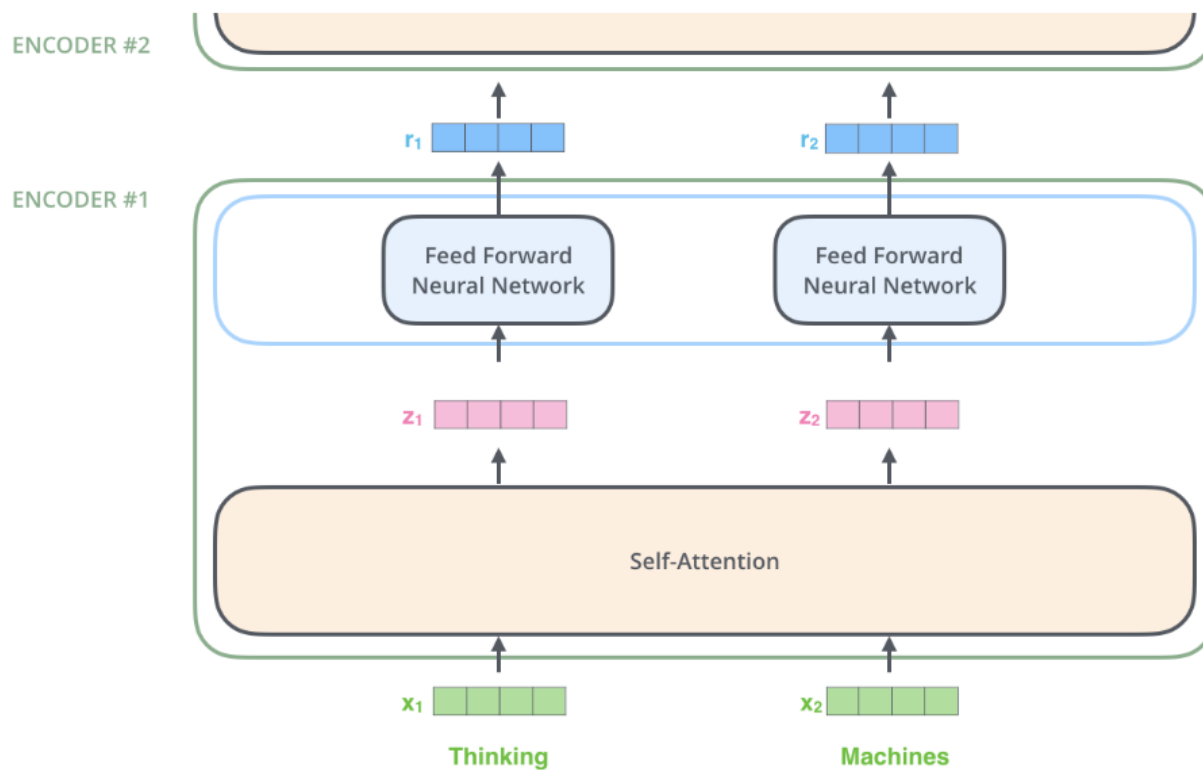 ENCODER #2
r₁
r₂
ENCODER #1
Feed Forward
Neural Network
Feed Forward
Neural Network
z₁
z₂
Self-Attention
x₁
x₂
Thinking
Machines